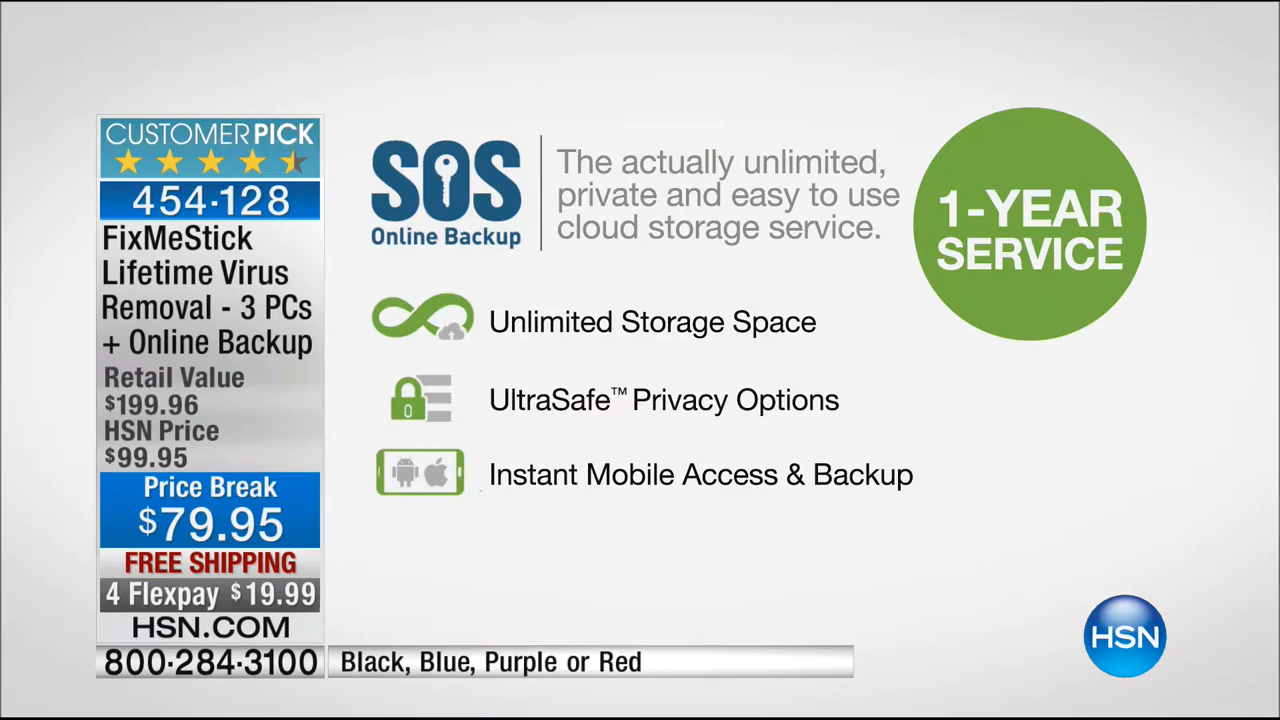 CUSTOMER PICK
454·128
FixMeStick
Lifetime Virus
Removal - 3 PCs
+ Online Backup
Retail Value
$199.96
HSN Price
$99.95
Price Break
$79.95
FREE SHIPPING
4 Flexpay $19.99
HSN.COM
800·284·3100
Black, Blue, Purple or Red
SOS
Online Backup
The actually unlimited,
private and easy to use
cloud storage service.
1-YEAR
SERVICE
Unlimited Storage Space
0
UltraSafe™ Privacy Options
Instant Mobile Access & Backup
HSN